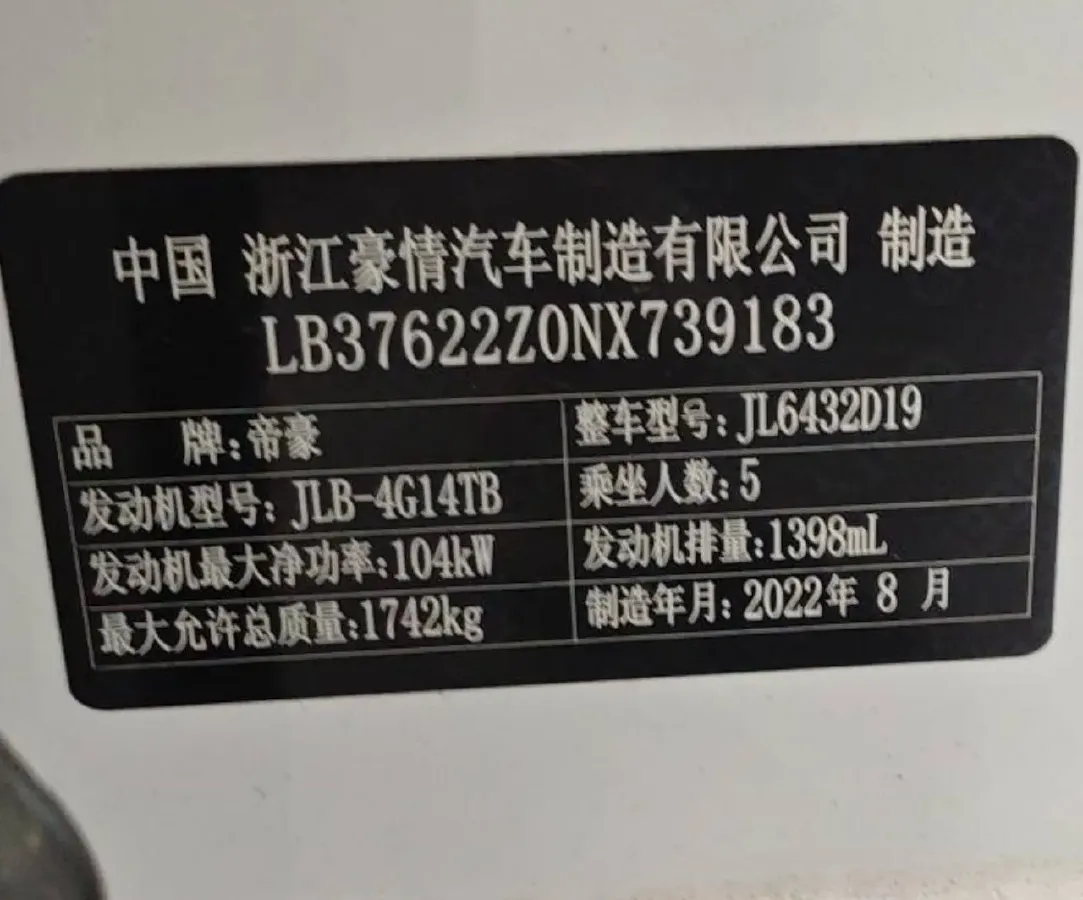 中国 浙江豪情汽车制造有限公司 制造
LB37622Z0NX739183
品 牌:帝豪 整车型号:JL6432D19
发动机型号:JLB-4G14TB 乘坐人数:5
发动机最大净功率:104kW 发动机排量:1398mL
最大允许总质量:1742kg 制造年月:2022年 8 月